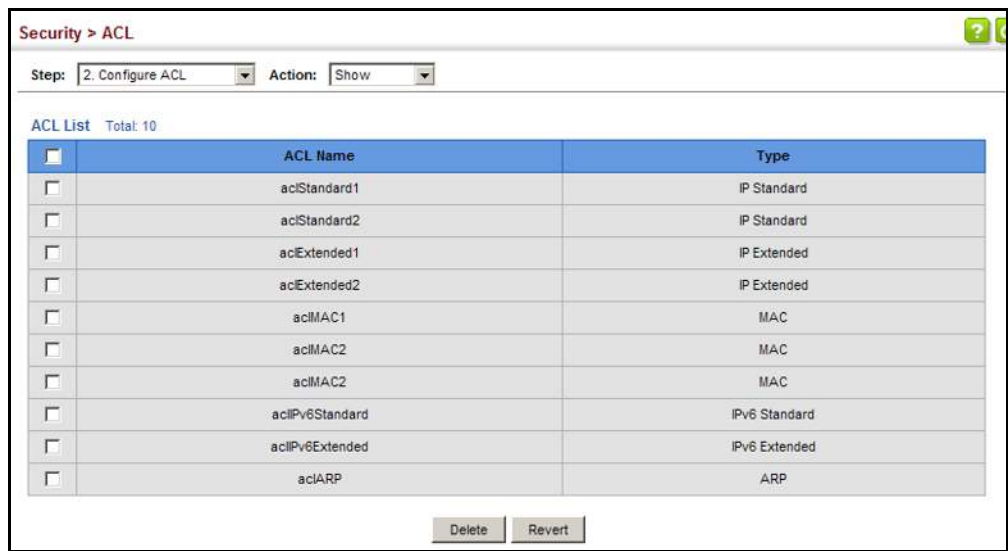 Security > ACL
?
Step: 2. Configure ACL Action: Show
ACL List Total: 10
ACL Name Type
aclStandard1 IP Standard
aclStandard2 IP Standard
aclExtended1 IP Extended
aclExtended2 IP Extended
aclMAC1 MAC
aclMAC2 MAC
aclMAC2 MAC
aclIPv6Standard IPv6 Standard
aclIPv6Extended IPv6 Extended
aclARP ARP
Delete Revert